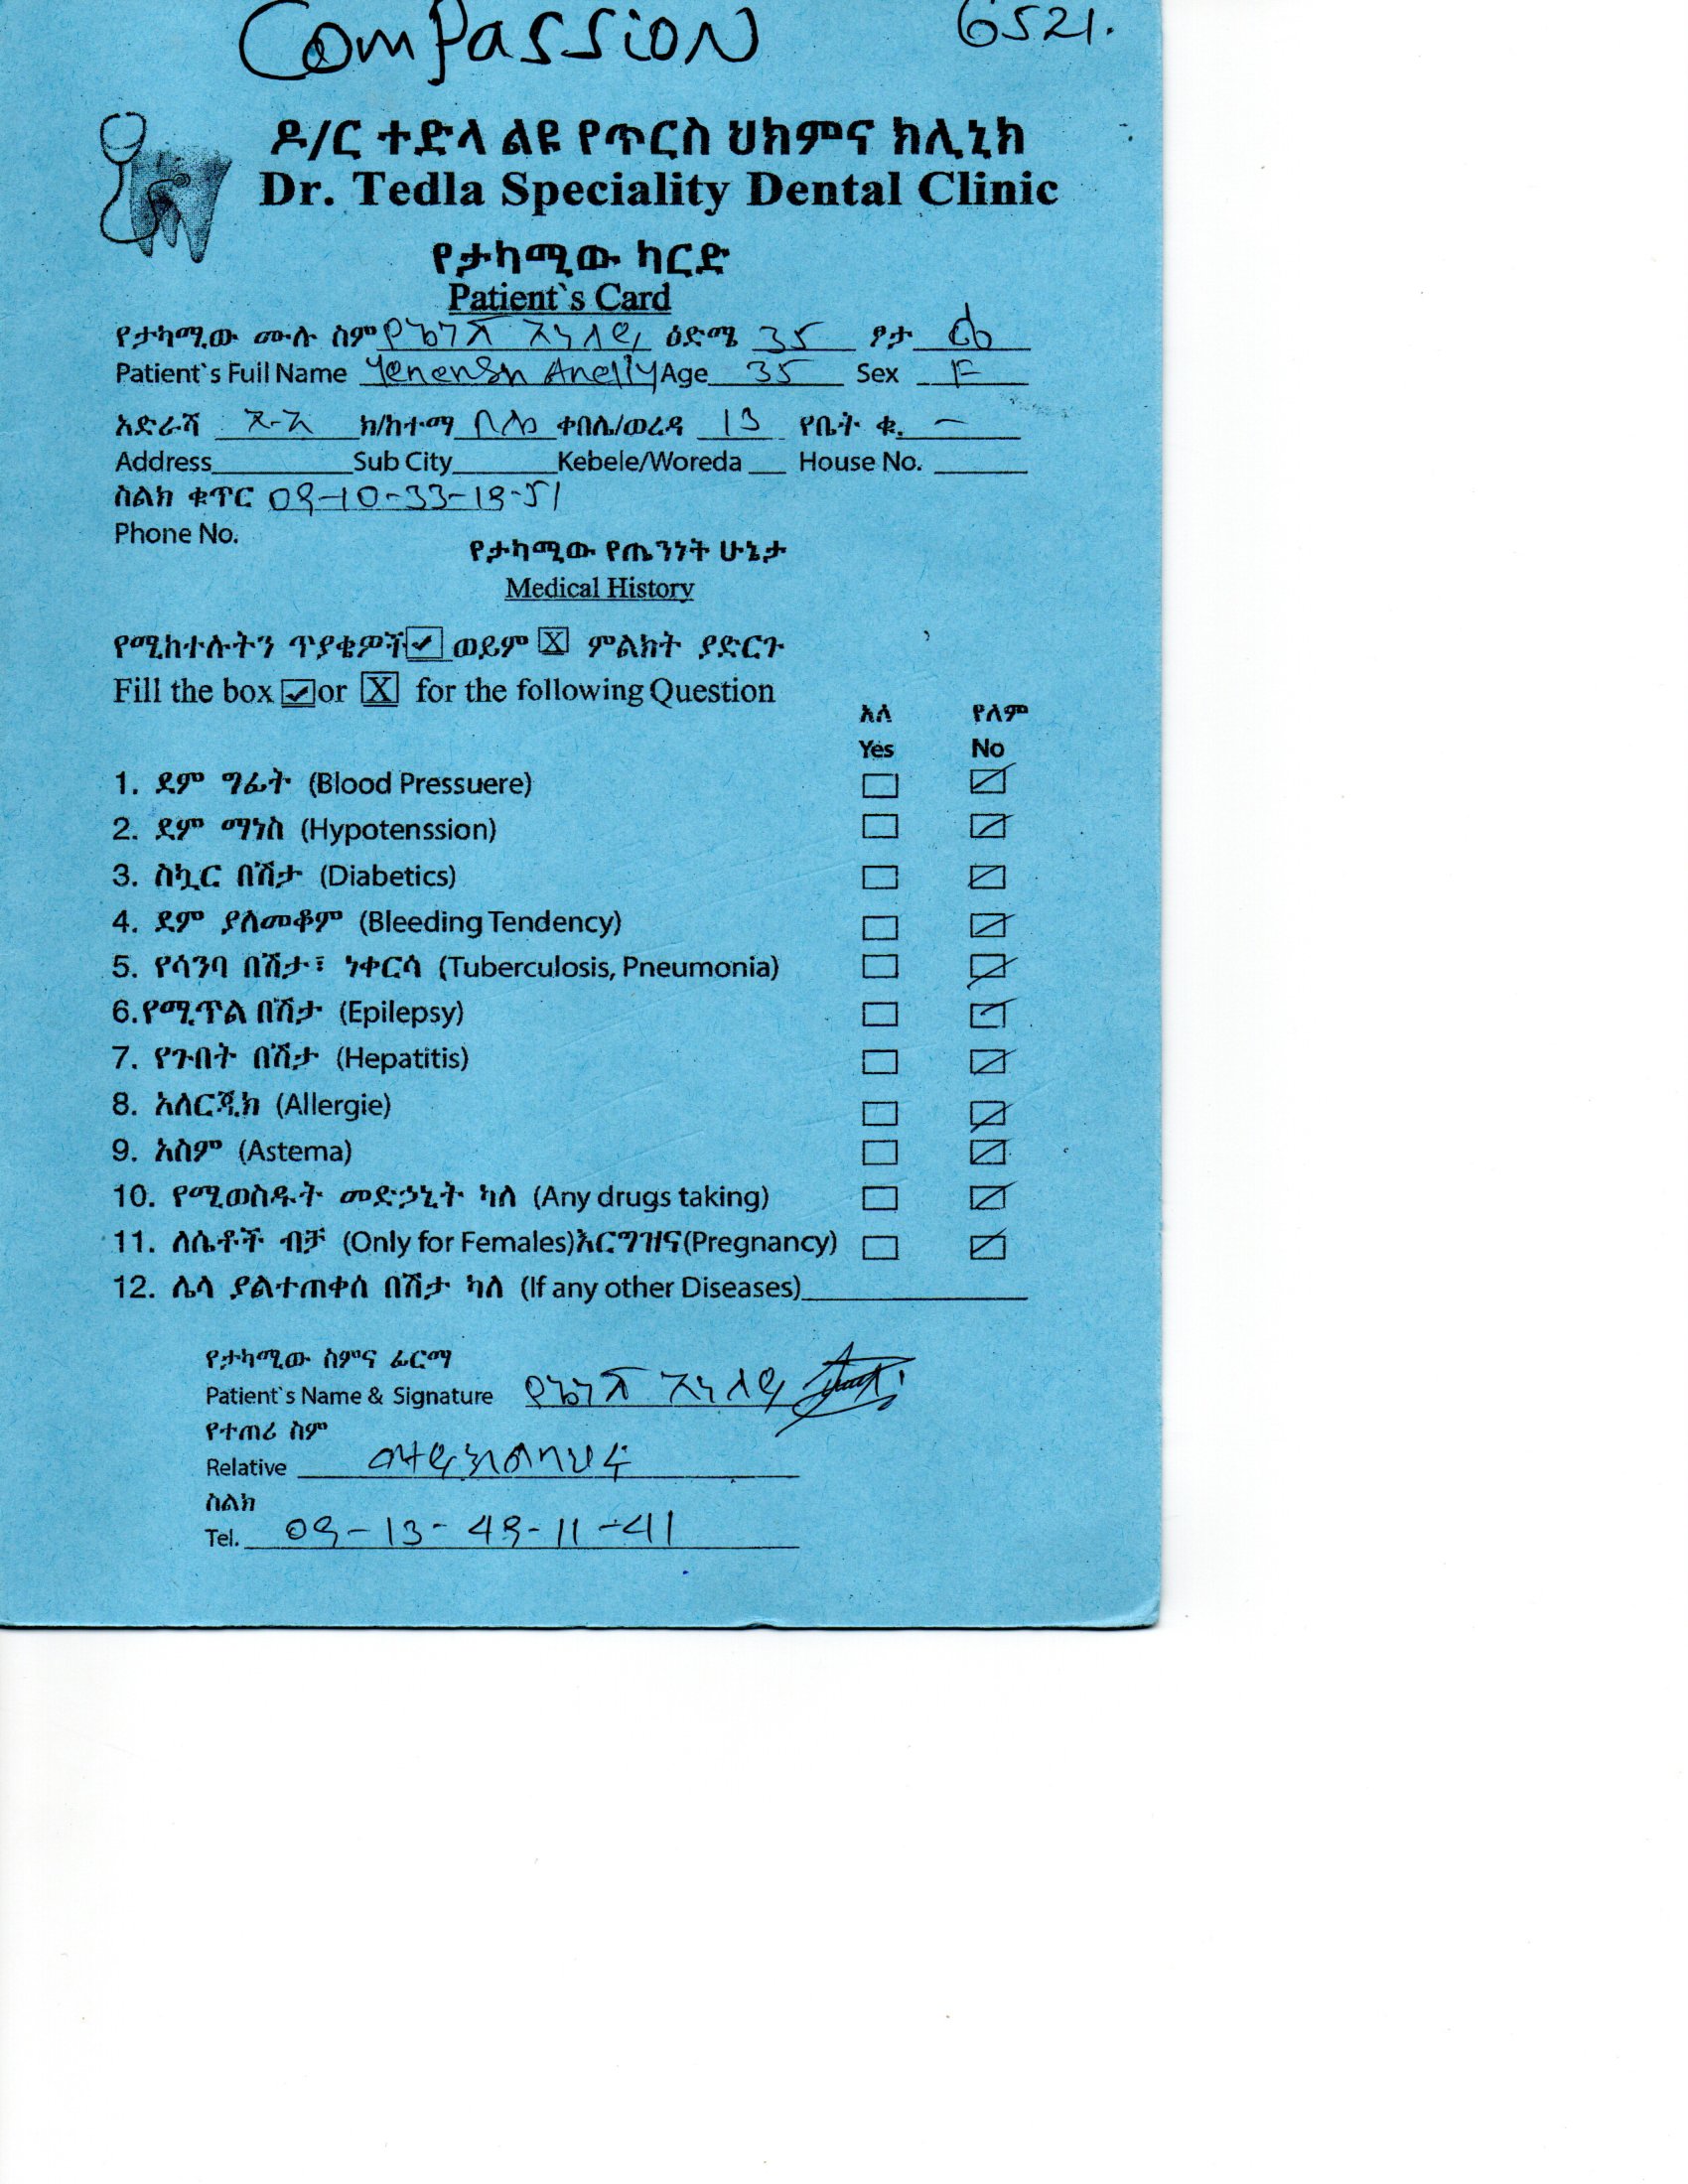 Compassion 6521.
ዶ/ር ተድላ ልዩ የጥርስ ህክምና ክሊኒክ
Dr. Tedla Speciality Dental Clinic
የታካሚው ካርድ
Patient`s Card
የታካሚው ሙሉ ስም ዕድሜ 35 ፆታ ሴ
Patient`s Full Name Yenensh Anelly Age 35 Sex F
አድራሻ አ-አ ክ/ከተማ ቦሌ ቀበሌ/ወረዳ 13 የቤት ቁ. –
Address Sub City Kebele/Woreda House No.
ስልክ ቁጥር 09-10-33-18-51
Phone No.
የታካሚው የጤንነት ሁኔታ
Medical History
የሚከተሉትን ጥያቄዎች ✓ ወይም X ምልክት ያድርጉ
Fill the box ✓ or X for the following Question
አለ የለም
Yes No
1. ደም ግፊት (Blood Pressuere)
2. ደም ማነስ (Hypotenssion)
3. ስኳር በሽታ (Diabetics)
4. ደም ያለመቆም (Bleeding Tendency)
5. የሳንባ በሽታ፣ ነቀርሳ (Tuberculosis, Pneumonia)
6.የሚጥል በሽታ (Epilepsy)
7. የጉበት በሽታ (Hepatitis)
8. አለርጂክ (Allergie)
9. አስም (Astema)
10. የሚወስዱት መድኃኒት ካለ (Any drugs taking)
11. ለሴቶች ብቻ (Only for Females)እርግዝና(Pregnancy)
12. ሌላ ያልተጠቀሰ በሽታ ካለ (If any other Diseases)
የታካሚው ስምና ፊርማ
Patient`s Name & Signature
የተጠሪ ስም
Relative
ስልክ
Tel. 09-13-49-11-41